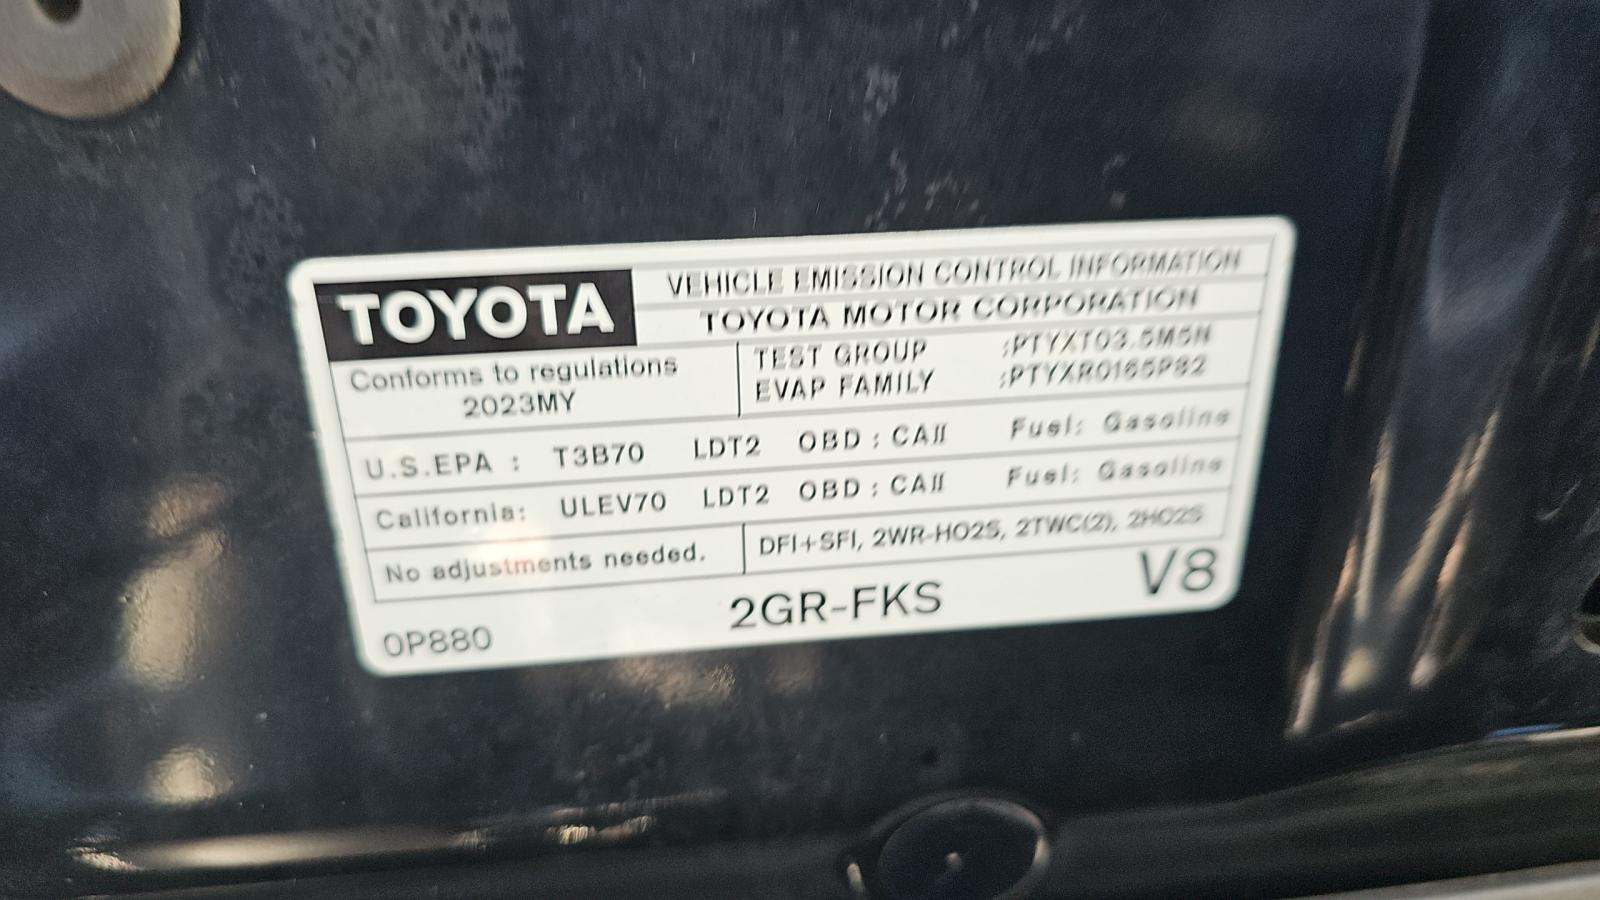 TOYOTA
VEHICLE EMISSION CONTROL INFORMATION
TOYOTA MOTOR CORPORATION
Conforms to regulations
2023MY
TEST GROUP :PTYXT03.5M5N
EVAP FAMILY :PTYXR0165P32
U.S.EPA : T3B70 LDT2 OBD : CAII Fuel: Gasoline
California: ULEV70 LDT2 OBD : CAII Fuel: Gasoline
No adjustments needed.
DFI+SFI, 2WR-HO2S, 2TWC(2), 2HO2S
0P880
2GR-FKS
V8